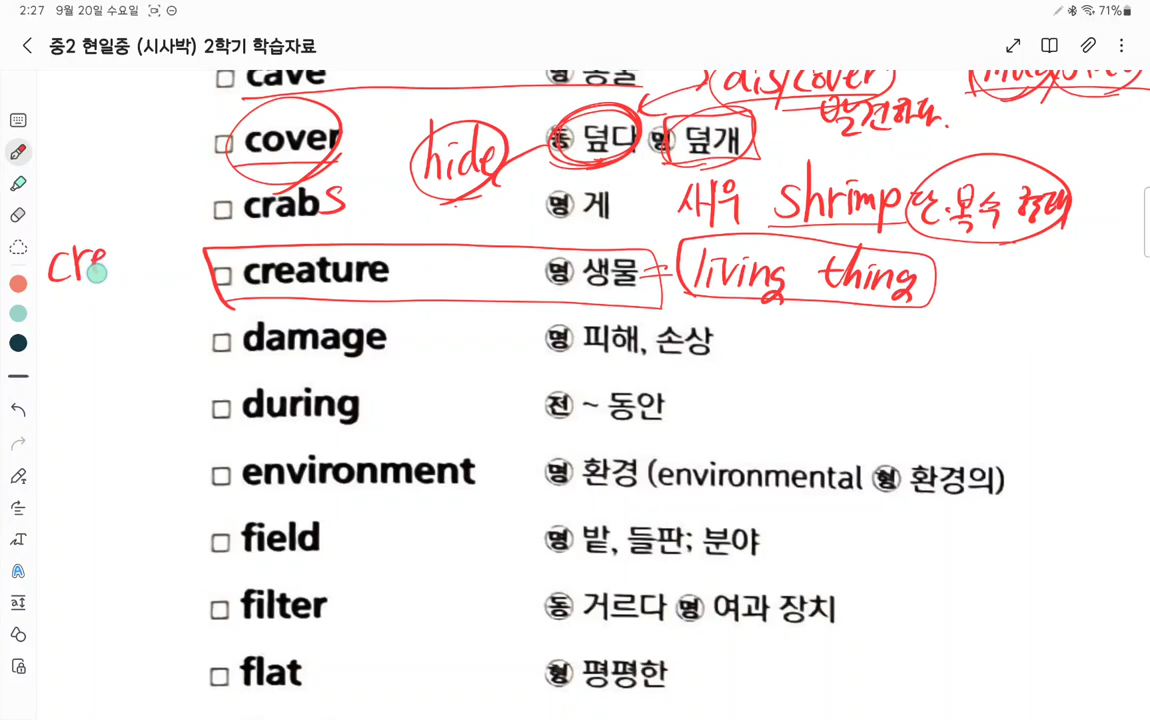 2:27 9월 20일 수요일 71%
중2 현일중 (시사박) 2학기 학습자료
cave 명 동굴 dis/cover
발견하다.
cover hide 동 덮다 명 덮개
crabs 명 게 새우 shrimp 단·복수 형태
cre creature 명 생물 = living thing
damage 명 피해, 손상
during 전 ~ 동안
environment 명 환경 (environmental 형 환경의)
field 명 밭, 들판; 분야
filter 동 거르다 명 여과 장치
flat 형 평평한